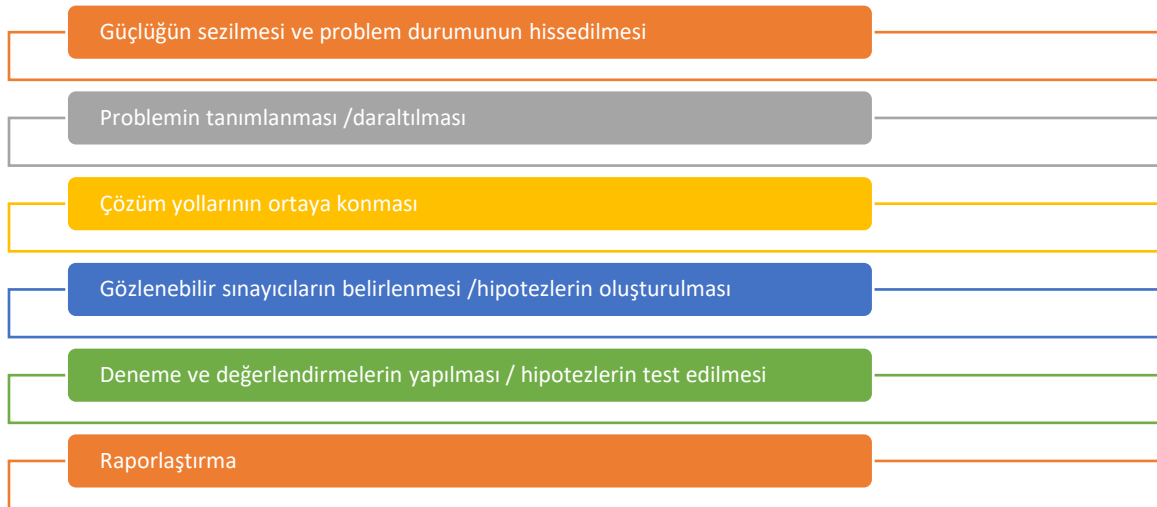 Güçlüğün sezilmesi ve problem durumunun hissedilmesi
Problemin tanımlanması /daraltılması
Çözüm yollarının ortaya konması
Gözlenebilir sınayıcıların belirlenmesi /hipotezlerin oluşturulması
Deneme ve değerlendirmelerin yapılması / hipotezlerin test edilmesi
Raporlaştırma